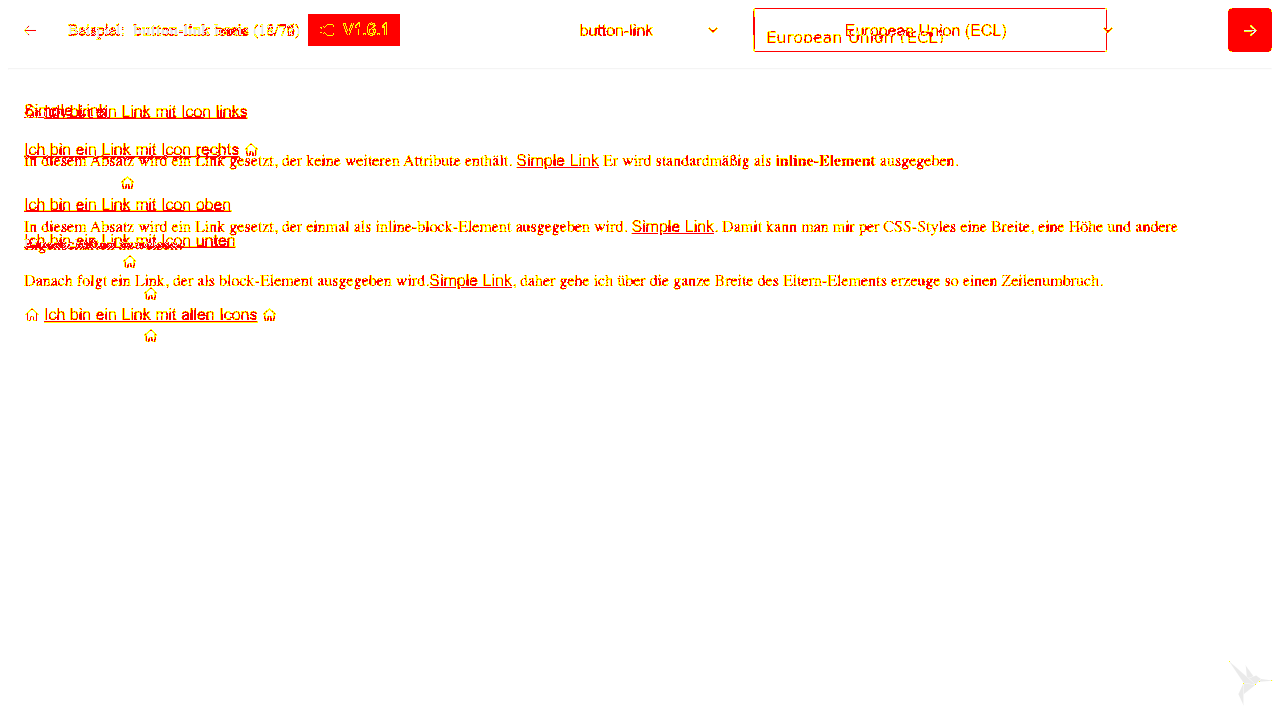 Beispiel: button-link basic V1.6.1 button-link European Union (ECL)
European Union (ECL)
Simple Link
Ich bin ein Link mit Icon links
Ich bin ein Link mit Icon rechts
In diesem Absatz wird ein Link gesetzt, der keine weiteren Attribute enthält. Simple Link Er wird standardmäßig als inline-Element ausgegeben.
Ich bin ein Link mit Icon oben
In diesem Absatz wird ein Link gesetzt, der einmal als inline-block-Element ausgegeben wird. Simple Link. Damit kann man mir per CSS-Styles eine Breite, eine Höhe und andere
Ich bin ein Link mit Icon unten
Danach folgt ein Link, der als block-Element ausgegeben wird.Simple Link, daher gehe ich über die ganze Breite des Eltern-Elements erzeuge so einen Zeilenumbruch.
Ich bin ein Link mit allen Icons